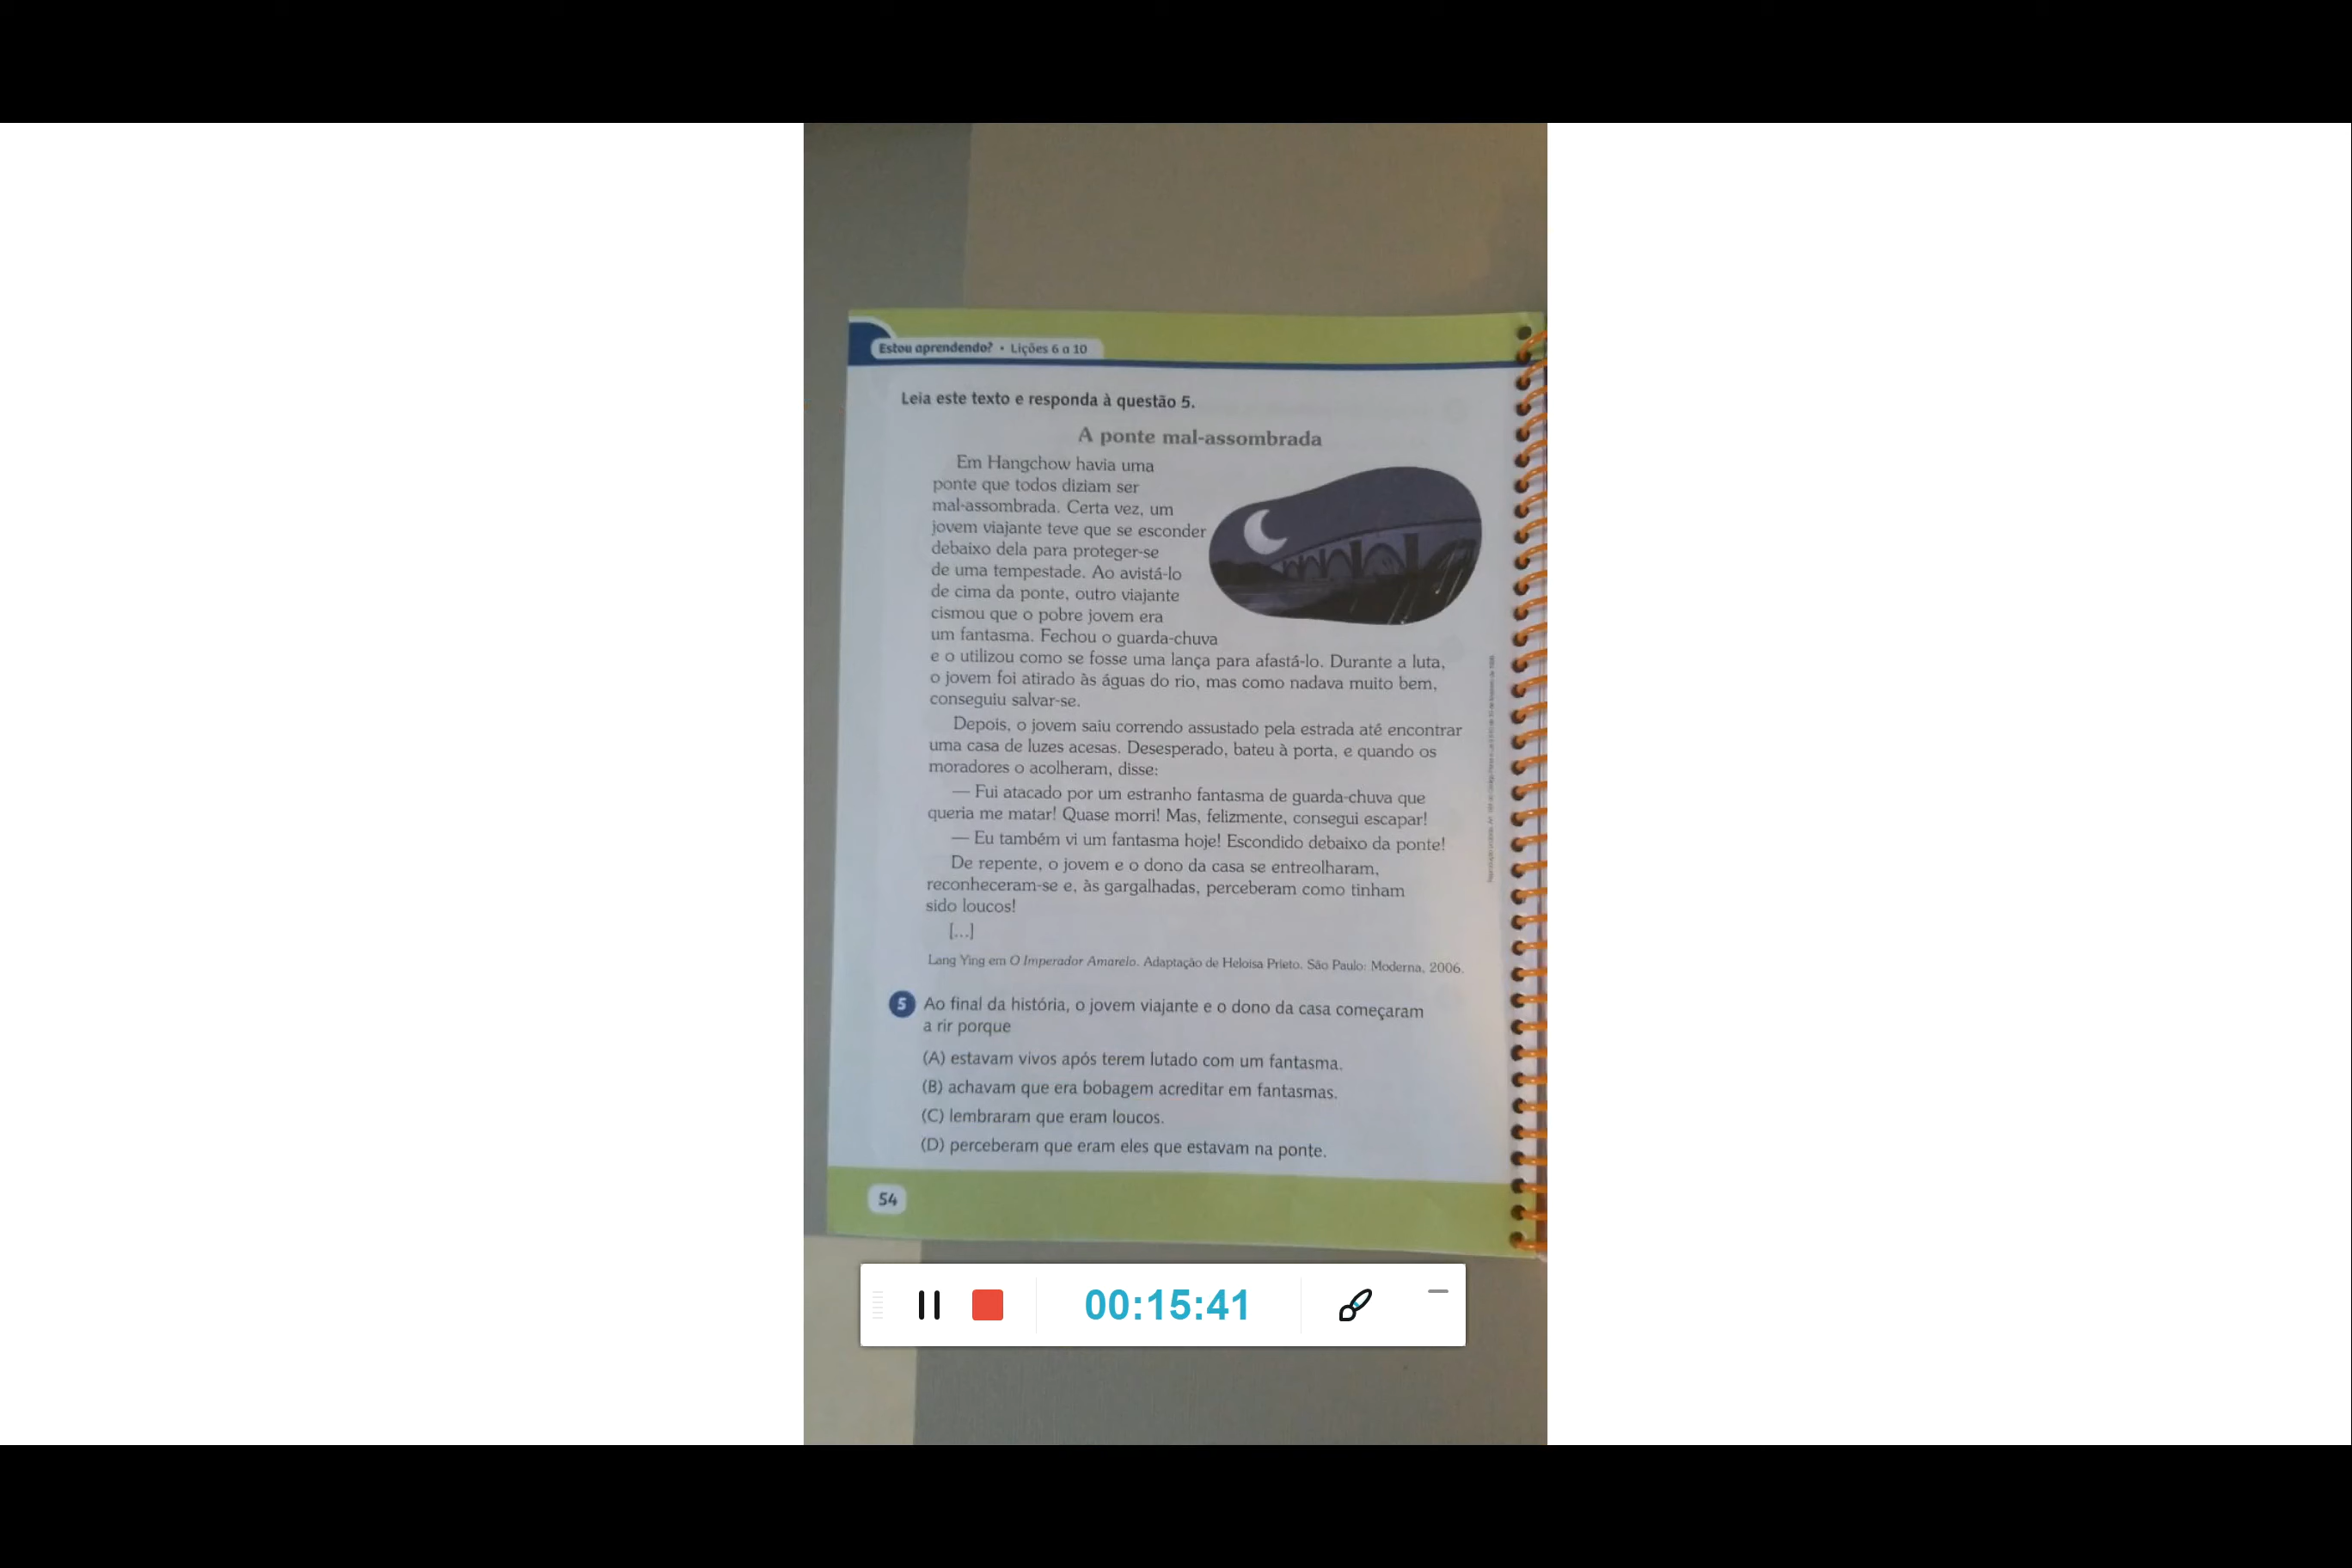 Estou aprendendo? • Lições 6 a 10
Leia este texto e responda à questão 5.
A ponte mal-assombrada
Em Hangchow havia uma
ponte que todos diziam ser
mal-assombrada. Certa vez, um
jovem viajante teve que se esconder
debaixo dela para proteger-se
de uma tempestade. Ao avistá-lo
de cima da ponte, outro viajante
cismou que o pobre jovem era
um fantasma. Fechou o guarda-chuva
e o utilizou como se fosse uma lança para afastá-lo. Durante a luta,
o jovem foi atirado às águas do rio, mas como nadava muito bem,
conseguiu salvar-se.
Depois, o jovem saiu correndo assustado pela estrada até encontrar
uma casa de luzes acesas. Desesperado, bateu à porta, e quando os
moradores o acolheram, disse:
— Fui atacado por um estranho fantasma de guarda-chuva que
queria me matar! Quase morri! Mas, felizmente, consegui escapar!
— Eu também vi um fantasma hoje! Escondido debaixo da ponte!
De repente, o jovem e o dono da casa se entreolharam,
reconheceram-se e, às gargalhadas, perceberam como tinham
sido loucos!
[...]
Lang Ying em O Imperador Amarelo. Adaptação de Heloisa Prieto. São Paulo: Moderna, 2006.
5 Ao final da história, o jovem viajante e o dono da casa começaram
a rir porque
(A) estavam vivos após terem lutado com um fantasma.
(B) achavam que era bobagem acreditar em fantasmas.
(C) lembraram que eram loucos.
(D) perceberam que eram eles que estavam na ponte.
54
00:15:41